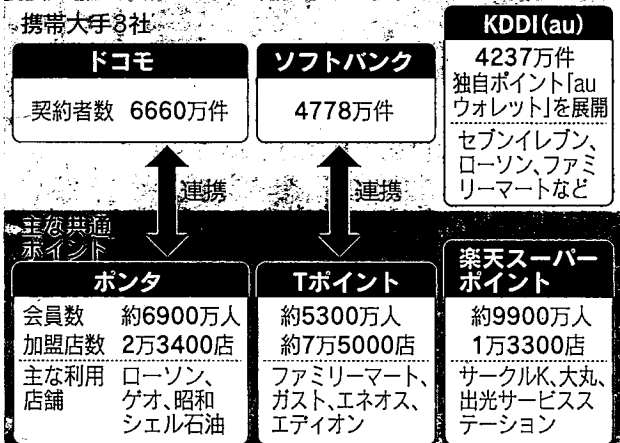 携帯大手3社
ドコモ
契約者数 6660万件
ソフトバンク
4778万件
KDDI(au)
4237万件
独自ポイント「au
ウォレット」を展開
セブンイレブン、
ローソン、ファミ
リーマートなど
連携
連携
主な共通
ポイント
ポンタ
会員数 約6900万人
加盟店数 2万3400店
主な利用 ローソン、
店舗 ゲオ、昭和
シェル石油
Tポイント
約5300万人
約7万5000店
ファミリーマート、
ガスト、エネオス、
エディオン
楽天スーパー
ポイント
約9900万人
1万3300店
サークルK、大丸、
出光サービスス
テーション